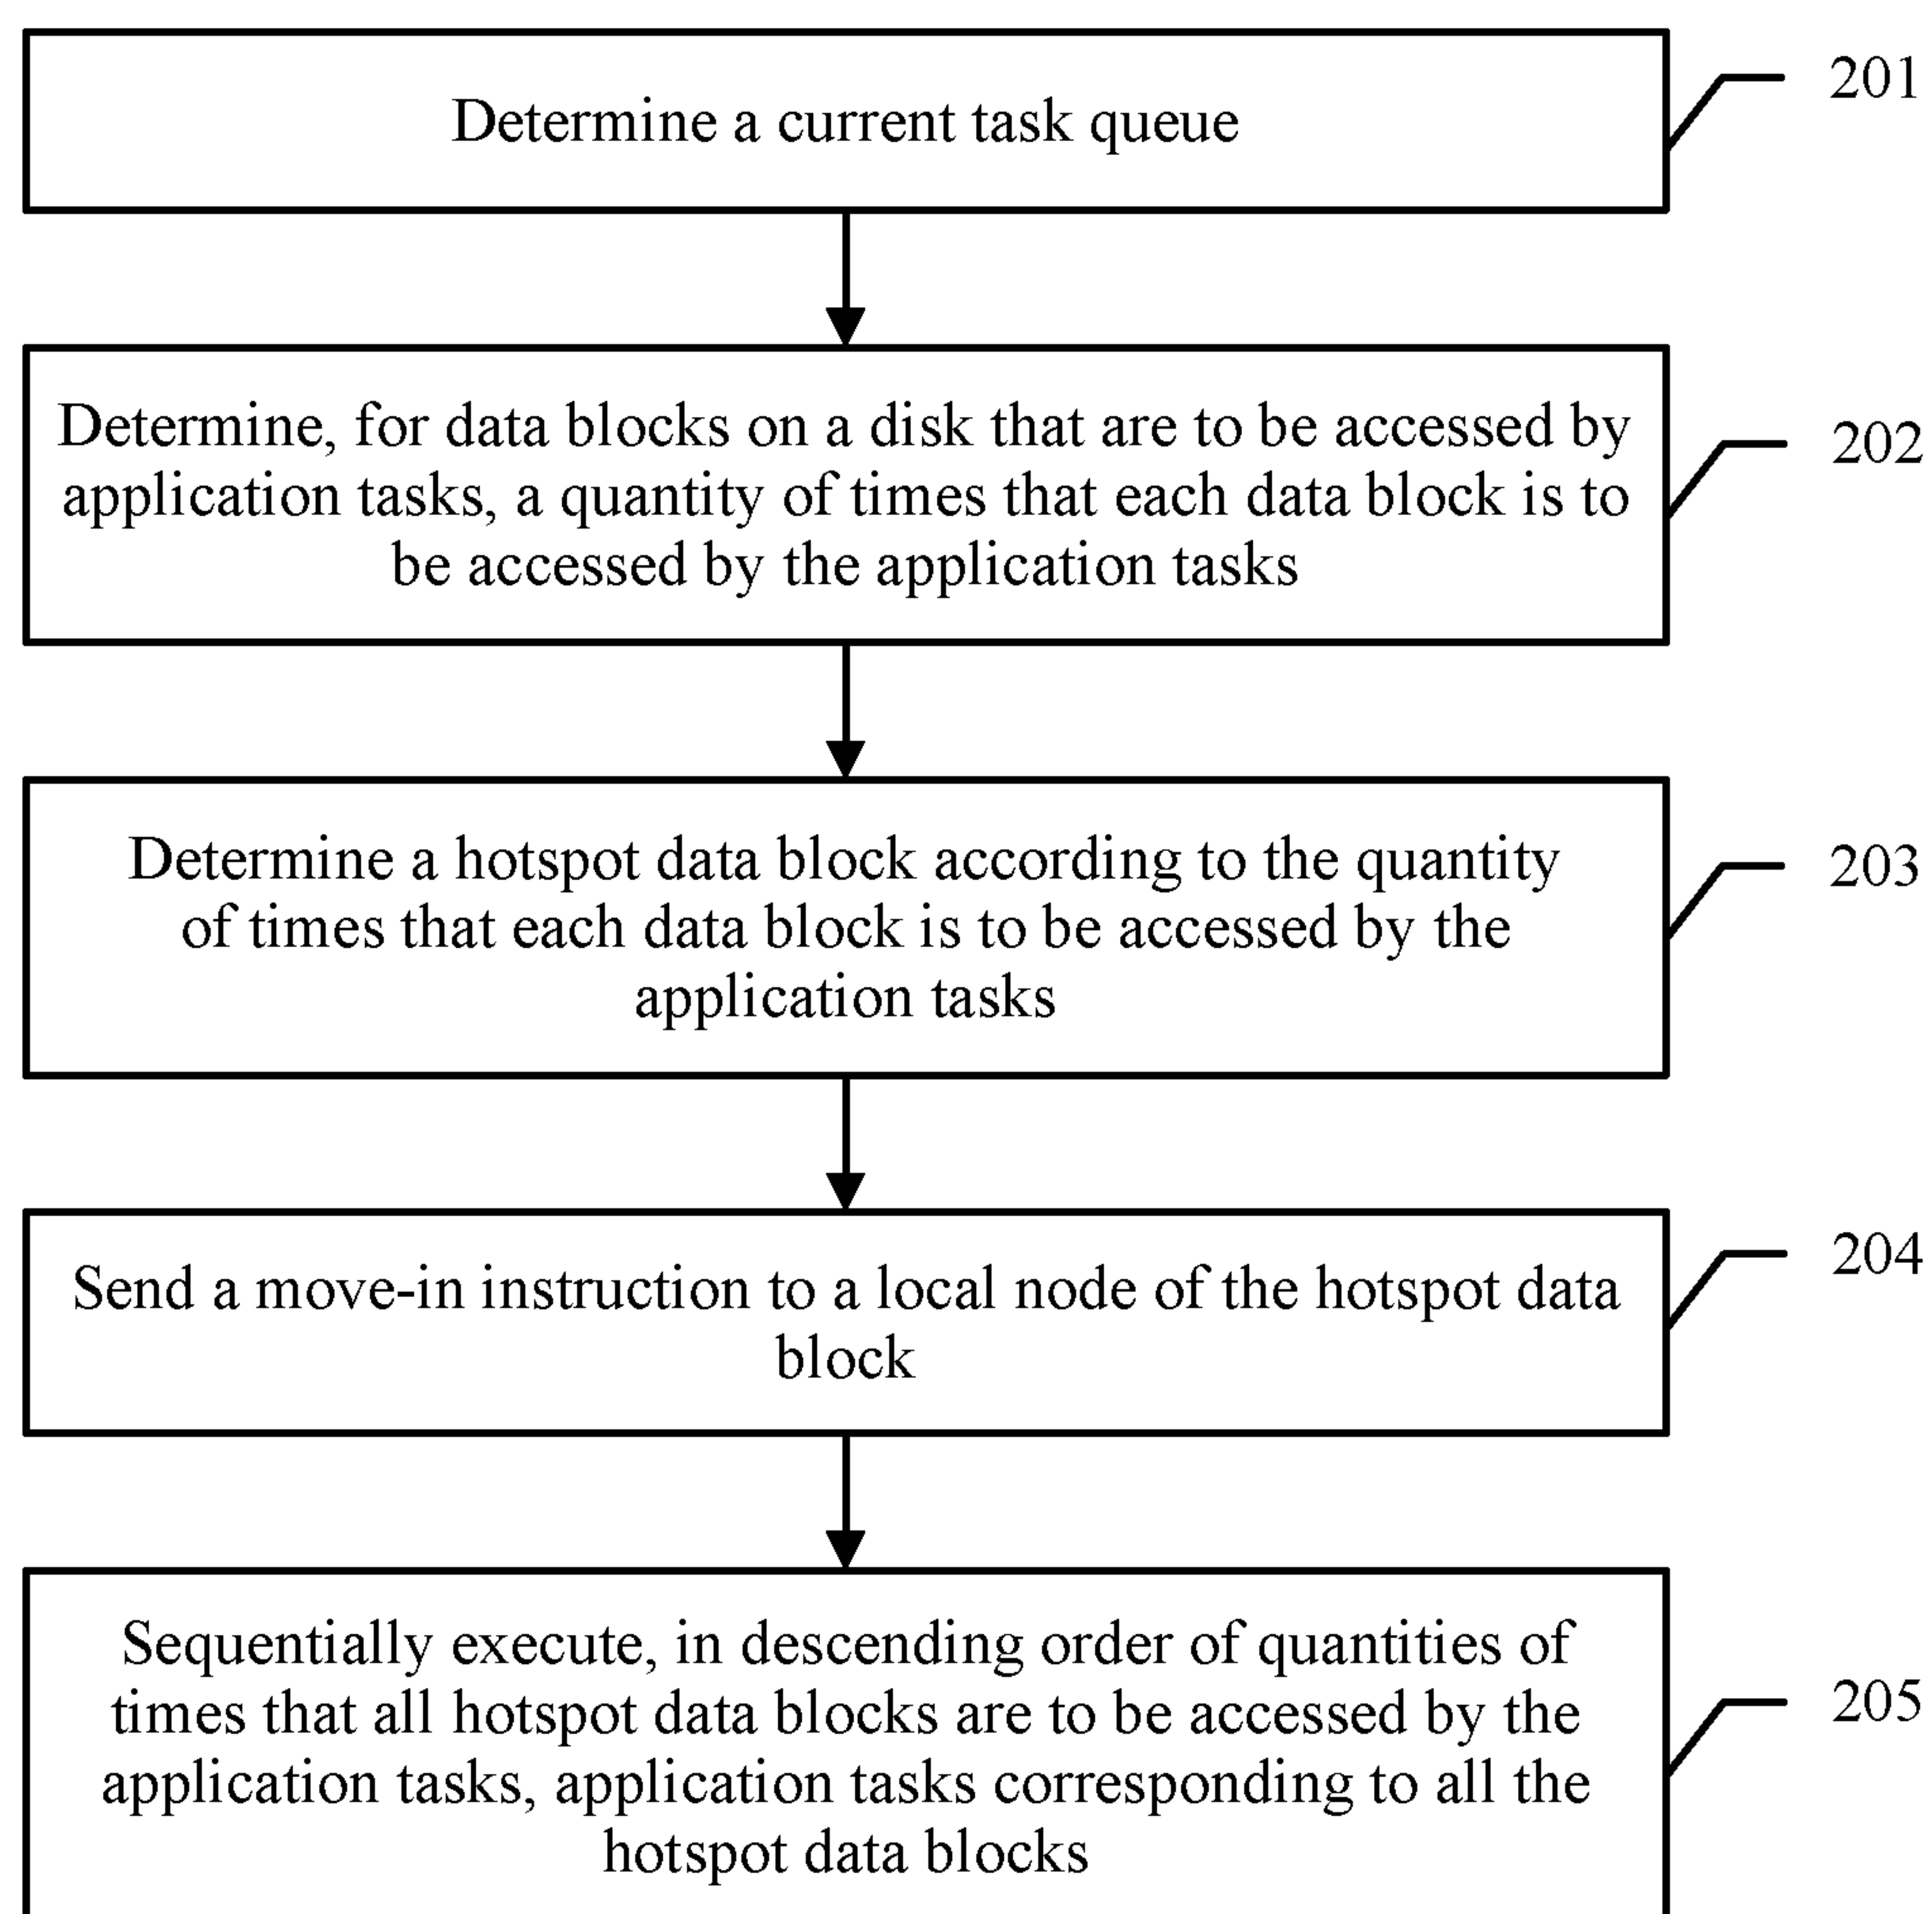 201
Determine a current task queue
Determine, for data blocks on a disk that are to be accessed by
202
application tasks, a quantity of times that each data block is to
be accessed by the application tasks
Determine a hotspot data block according to the quantity
203
of times that each data block is to be accessed by the
application tasks
204
Send a move-in instruction to a local node of the hotspot data
block
Sequentially execute, in descending order of quantities of
times that all hotspot data blocks are to be accessed by the
205
application tasks, application tasks corresponding to all the
hotspot data blocks